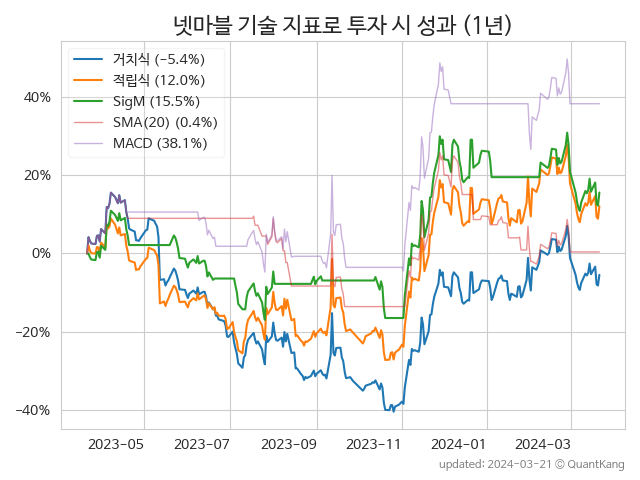 넷마블 기술 지표로 투자 시 성과 (1년)
거치식 (−5.4%)
적립식 (12.0%)
SigM (15.5%)
SMA(20) (0.4%)
MACD (38.1%)
40%
20%
0%
−20%
−40%
2023-05 2023-07 2023-09 2023-11 2024-01 2024-03
updated: 2024-03-21 © QuantKang